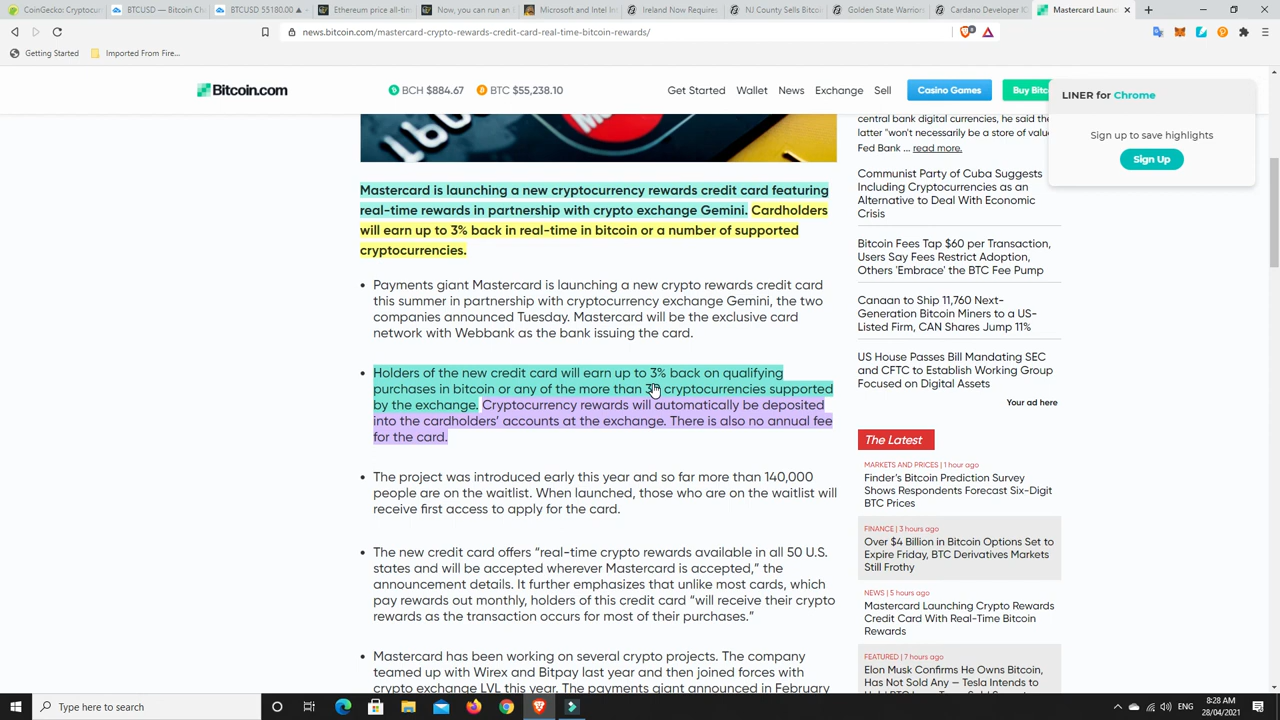 CoinGecko: Cryptocurr
BTCUSD — Bitcoin Cha
BTCUSD 55180.00 ▲
Ethereum price all-tim
Now, you can run an I
Microsoft and Intel Int
Ireland Now Requires
NJ County Sells Bitcoi
Golden State Warriors
Cardano Developer IO
Mastercard Laun
news.bitcoin.com/mastercard-crypto-rewards-credit-card-real-time-bitcoin-rewards/
Getting Started
Imported From Fire...
Bitcoin.com
BCH $884.67
BTC $55,238.10
Get Started
Wallet
News
Exchange
Sell
Casino Games
Buy Bitc
LINER for Chrome
Sign up to save highlights
Sign Up
Mastercard is launching a new cryptocurrency rewards credit card featuring
real-time rewards in partnership with crypto exchange Gemini. Cardholders
will earn up to 3% back in real-time in bitcoin or a number of supported
cryptocurrencies.
• Payments giant Mastercard is launching a new crypto rewards credit card
this summer in partnership with cryptocurrency exchange Gemini, the two
companies announced Tuesday. Mastercard will be the exclusive card
network with Webbank as the bank issuing the card.
• Holders of the new credit card will earn up to 3% back on qualifying
purchases in bitcoin or any of the more than cryptocurrencies supported
by the exchange. Cryptocurrency rewards will automatically be deposited
into the cardholders’ accounts at the exchange. There is also no annual fee
for the card.
• The project was introduced early this year and so far more than 140,000
people are on the waitlist. When launched, those who are on the waitlist will
receive first access to apply for the card.
• The new credit card offers “real-time crypto rewards available in all 50 U.S.
states and will be accepted wherever Mastercard is accepted,” the
announcement details. It further emphasizes that unlike most cards, which
pay rewards out monthly, holders of this credit card “will receive their crypto
rewards as the transaction occurs for most of their purchases.”
• Mastercard has been working on several crypto projects. The company
teamed up with Wirex and Bitpay last year and then joined forces with
crypto exchange LVL this year. The payments giant announced in February
central bank digital currencies, he said the
latter "won't necessarily be a store of value
Fed Bank ... read more.
Communist Party of Cuba Suggests
Including Cryptocurrencies as an
Alternative to Deal With Economic
Crisis
Bitcoin Fees Tap $60 per Transaction,
Users Say Fees Restrict Adoption,
Others 'Embrace' the BTC Fee Pump
Canaan to Ship 11,760 Next-
Generation Bitcoin Miners to a US-
Listed Firm, CAN Shares Jump 11%
US House Passes Bill Mandating SEC
and CFTC to Establish Working Group
Focused on Digital Assets
Your ad here
The Latest
MARKETS AND PRICES | 1 hour ago
Finder's Bitcoin Prediction Survey
Shows Respondents Forecast Six-Digit
BTC Prices
FINANCE | 3 hours ago
Over $4 Billion in Bitcoin Options Set to
Expire Friday, BTC Derivatives Markets
Still Frothy
NEWS | 5 hours ago
Mastercard Launching Crypto Rewards
Credit Card With Real-Time Bitcoin
Rewards
FEATURED | 7 hours ago
Elon Musk Confirms He Owns Bitcoin,
Has Not Sold Any — Tesla Intends to
Type here to search
ENG
8:28 AM
28/04/2021